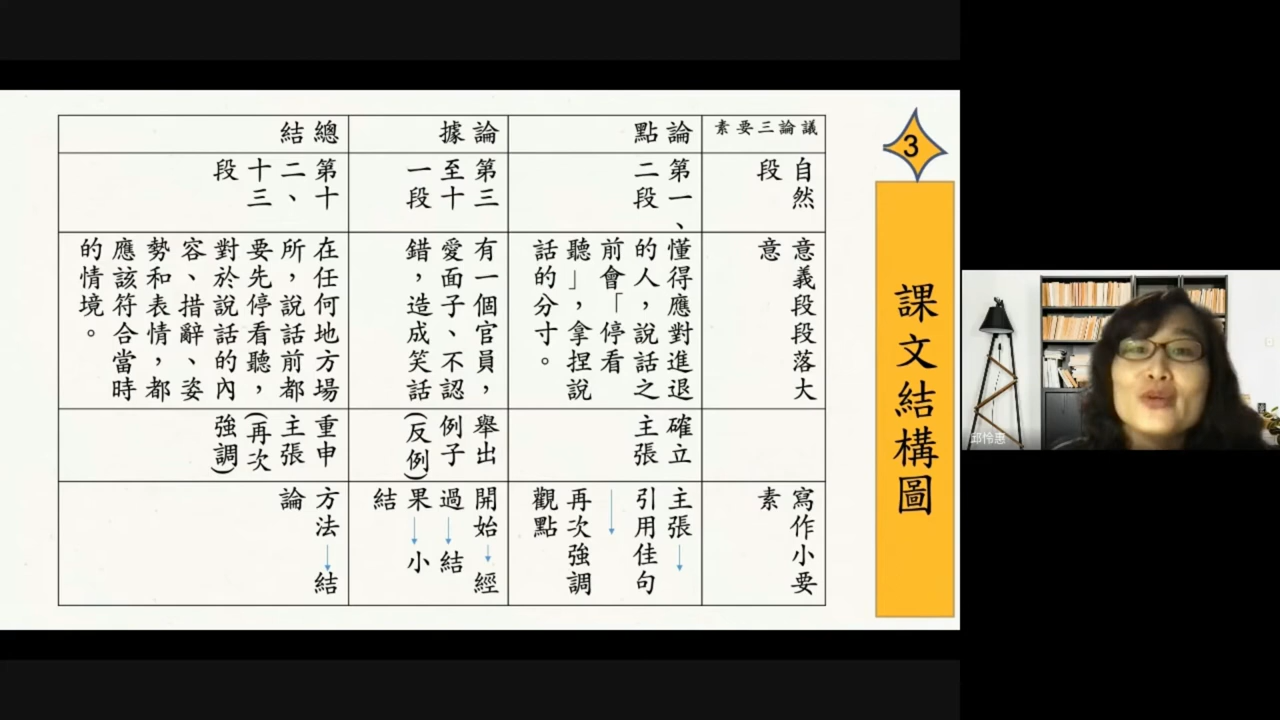 3
課文結構圖
議論三要素
自然
段
意義段段落大
意
寫作小要
素
論
點
第一、
二段
懂得應對進退
的人，說話之
前會「停看
聽」，拿捏說
話的分寸。
確立
主張
主張→
引用佳句
→
再次強調
觀點
論
據
第三
至十
一段
有一個官員，
愛面子、不認
錯，造成笑話
舉出
例子
(反例)
開始→經
過→結
果→小
結
總
結
第十
二、
十三
段
在任何地方場
所，說話前都
要先停看聽，
對於說話的內
容、措辭、姿
勢和表情，都
應該符合當時
的情境。
重申
主張
(再次
強調)
方法→結
論
邱怜惠